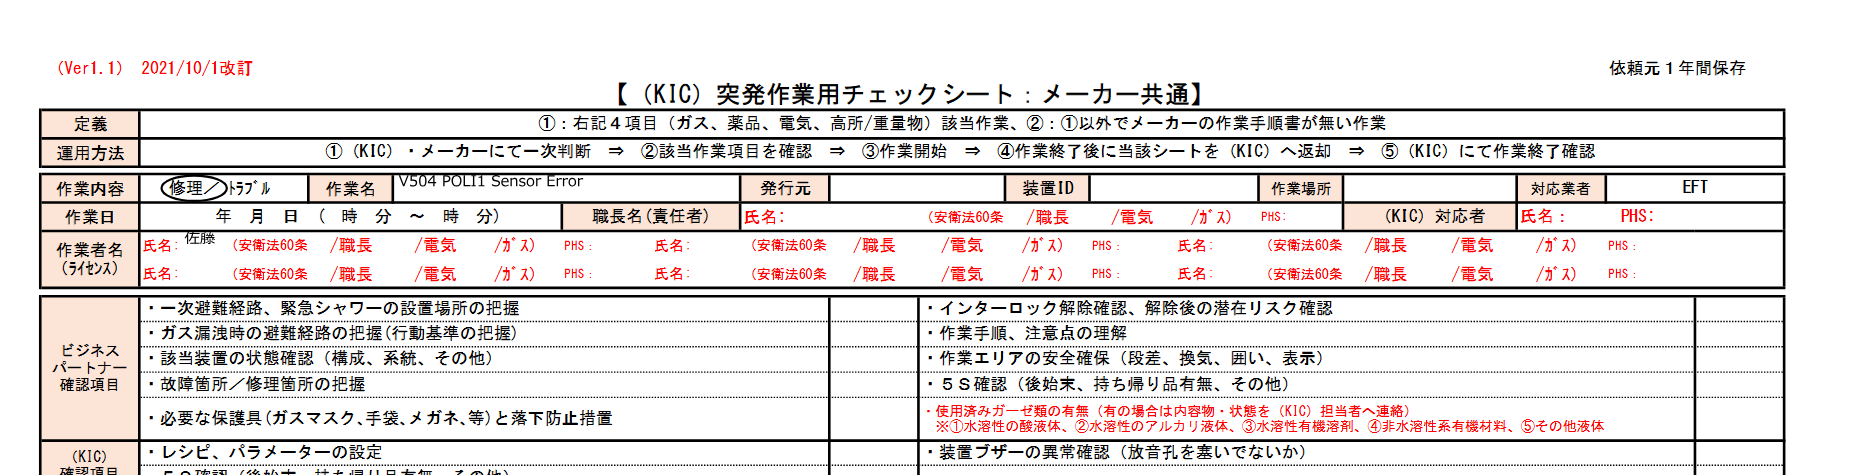 (Ver1.1) 2021/10/1改訂
依頼元１年間保存
【（KIC）突発作業用チェックシート：メーカー共通】
定義 ①：右記４項目（ガス、薬品、電気、高所/重量物）該当作業、②：①以外でメーカーの作業手順書が無い作業
運用方法 ①（KIC）・メーカーにて一次判断 ⇒ ②該当作業項目を確認 ⇒ ③作業開始 ⇒ ④作業終了後に当該シートを（KIC）へ返却 ⇒ ⑤（KIC）にて作業終了確認
作業内容 修理／ﾄﾗﾌﾞﾙ 作業名 V504 POLI1 Sensor Error 発行元 装置ID 作業場所 対応業者 EFT
作業日 年 月 日 （ 時 分 ～ 時 分） 職長名(責任者) 氏名： (安衛法60条 /職長 /電気 /ｶﾞｽ) PHS： （KIC）対応者 氏名： PHS：
作業者名 (ﾗｲｾﾝｽ) 氏名： 佐藤 (安衛法60条 /職長 /電気 /ｶﾞｽ) PHS： 氏名： (安衛法60条 /職長 /電気 /ｶﾞｽ) PHS： 氏名： (安衛法60条 /職長 /電気 /ｶﾞｽ) PHS：
氏名： (安衛法60条 /職長 /電気 /ｶﾞｽ) PHS： 氏名： (安衛法60条 /職長 /電気 /ｶﾞｽ) PHS： 氏名： (安衛法60条 /職長 /電気 /ｶﾞｽ) PHS：
ビジネス
パートナー
確認項目
・一次避難経路、緊急シャワーの設置場所の把握
・インターロック解除確認、解除後の潜在リスク確認
・ガス漏洩時の避難経路の把握(行動基準の把握)
・作業手順、注意点の理解
・該当装置の状態確認（構成、系統、その他）
・作業エリアの安全確保（段差、換気、囲い、表示）
・故障箇所／修理箇所の把握
・５Ｓ確認（後始末、持ち帰り品有無、その他）
・必要な保護具(ガスマスク、手袋、メガネ、等)と落下防止措置
・使用済みガーゼ類の有無（有の場合は内容物・状態を（KIC）担当者へ連絡）
※①水溶性の酸液体、②水溶性のアルカリ液体、③水溶性有機溶剤、④非水溶性系有機材料、⑤その他液体
（KIC）
確認項目
・レシピ、パラメーターの設定
・装置ブザーの異常確認（放音孔を塞いでないか）
・５Ｓ確認（後始末、持ち帰り品有無、その他）